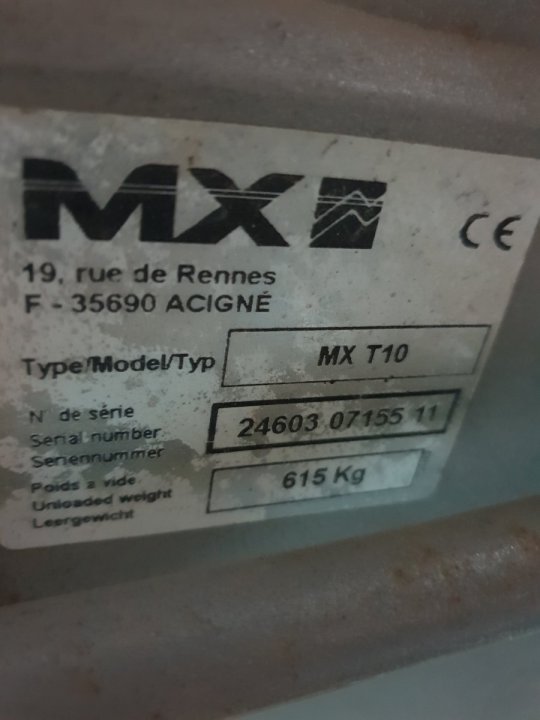 MX
CE
19, rue de Rennes
F - 35690 ACIGNÉ
Type/Model/Typ MX T10
N° de série
Serial number 24603 07155 11
Seriennummer
Poids a vide
Unloaded weight 615 Kg
Leergewicht